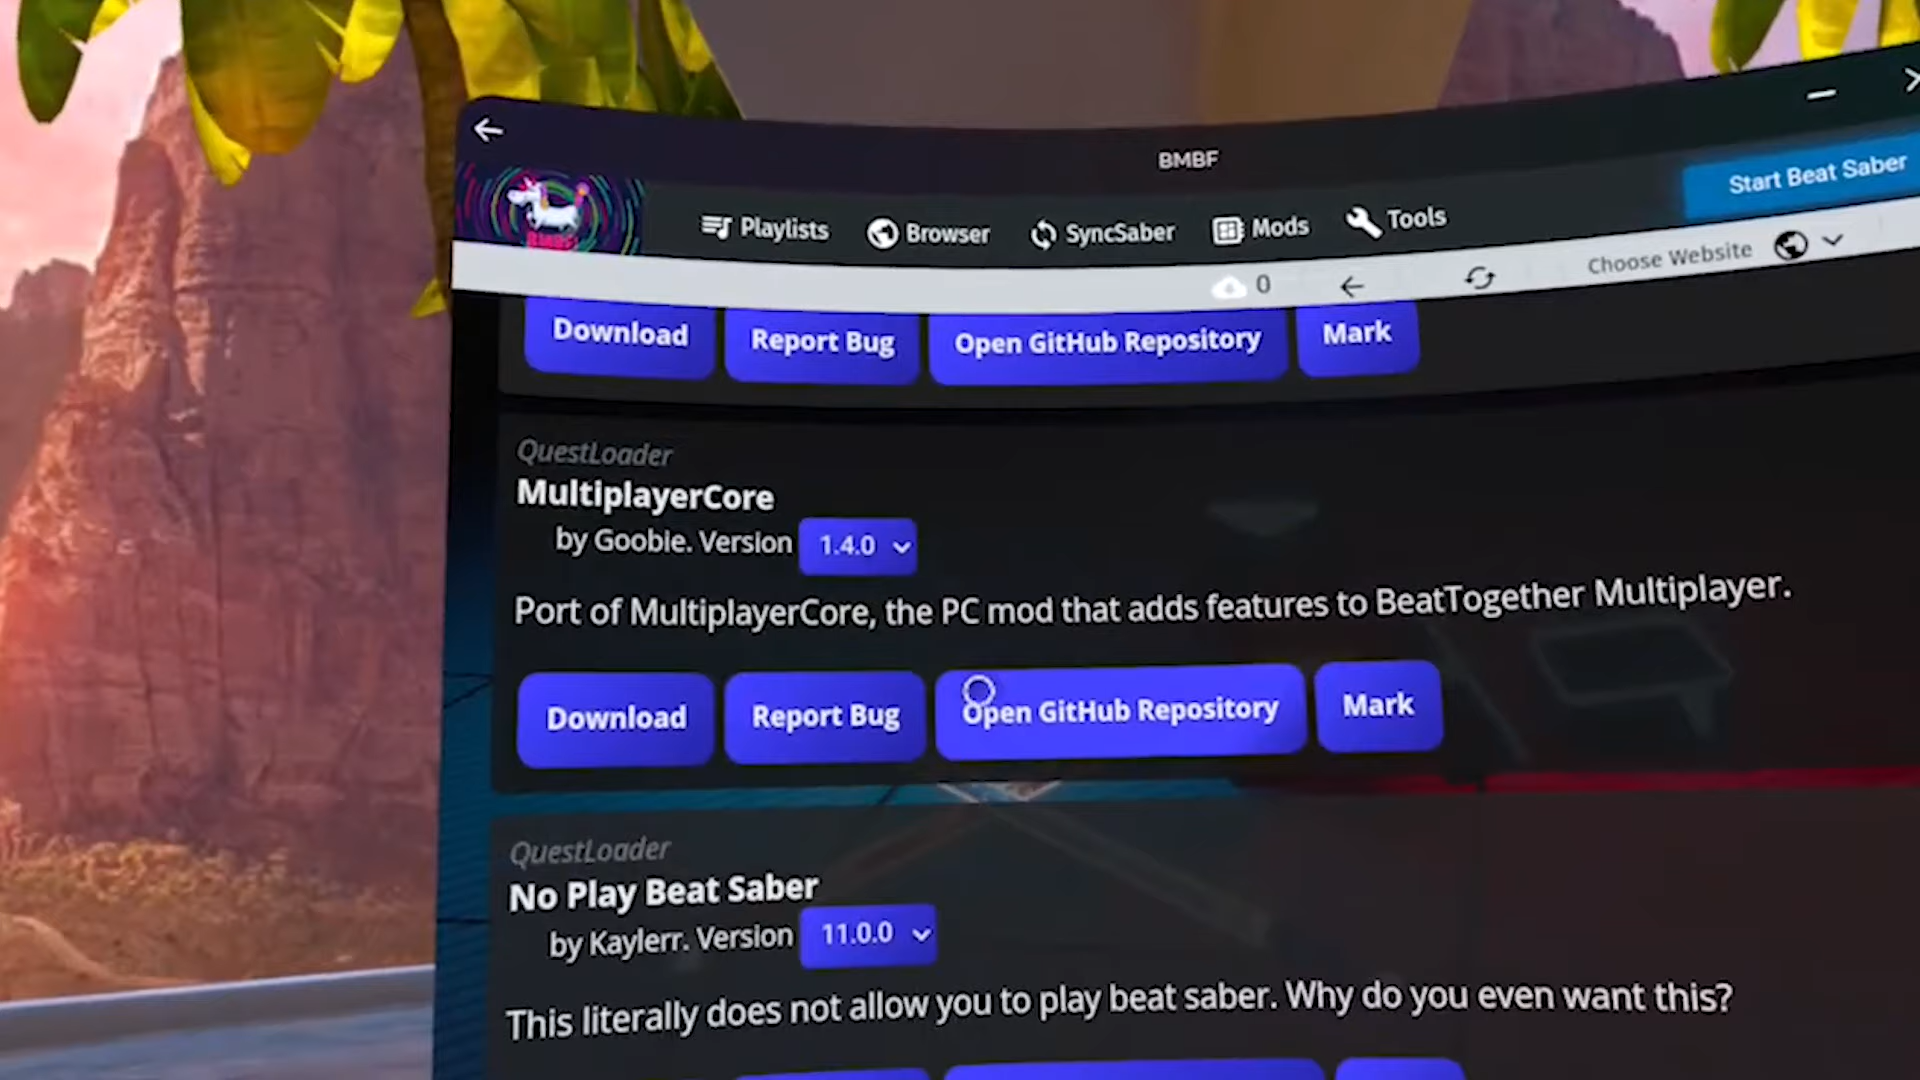 BMBF
Start Beat Saber
BMBF
Playlists
Browser
SyncSaber
Mods
Tools
0
Choose Website
Download
Report Bug
Open GitHub Repository
Mark
QuestLoader
MultiplayerCore
by Goobie. Version 1.4.0
Port of MultiplayerCore, the PC mod that adds features to BeatTogether Multiplayer.
Download
Report Bug
Open GitHub Repository
Mark
QuestLoader
No Play Beat Saber
by Kaylerr. Version 11.0.0
This literally does not allow you to play beat saber. Why do you even want this?